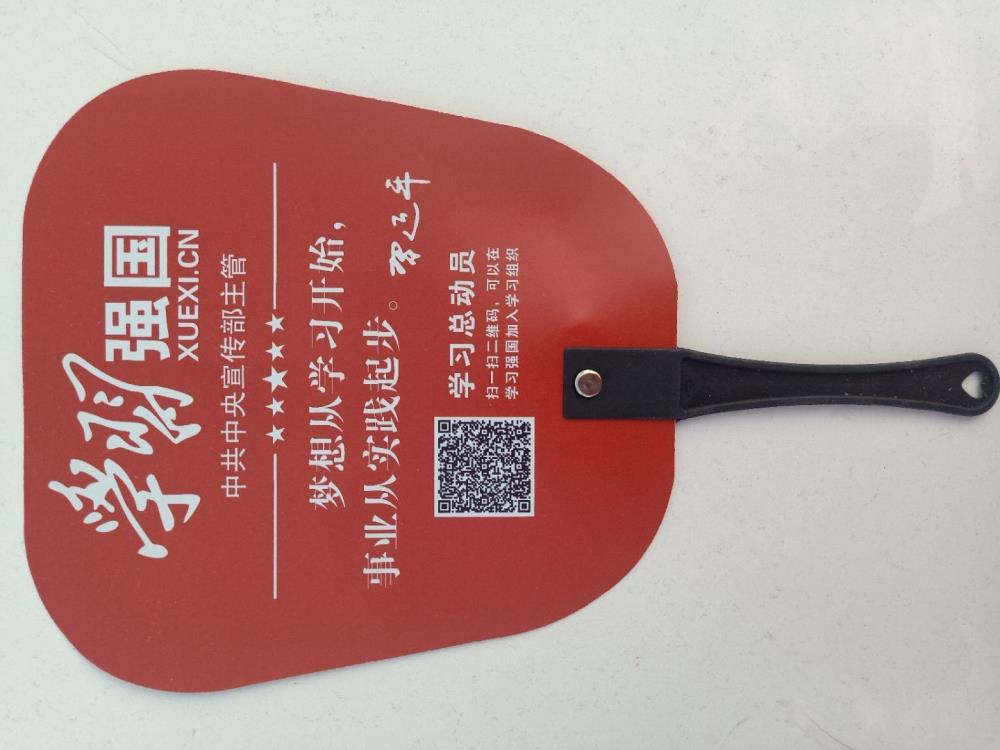 学习强国
XUEXI.CN
中共中央宣传部主管
梦想从学习开始，
事业从实践起步。
习近平
学习总动员
扫一扫二维码，可以在
学习强国加入学习组织